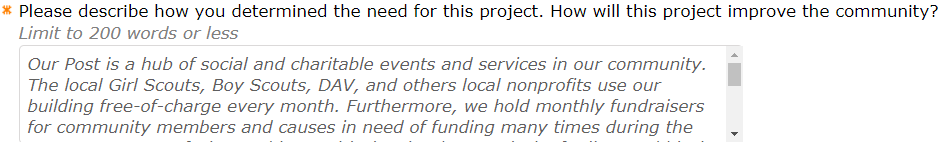 * Please describe how you determined the need for this project. How will this project improve the community?
Limit to 200 words or less
Our Post is a hub of social and charitable events and services in our community.
The local Girl Scouts, Boy Scouts, DAV, and others local nonprofits use our
building free-of-charge every month. Furthermore, we hold monthly fundraisers
for community members and causes in need of funding many times during the